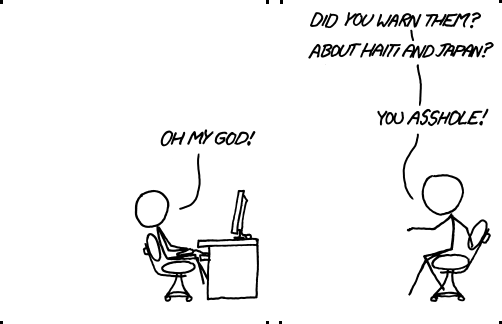 OH MY GOD!
DID YOU WARN THEM?
ABOUT HAITI AND JAPAN?
YOU ASSHOLE!